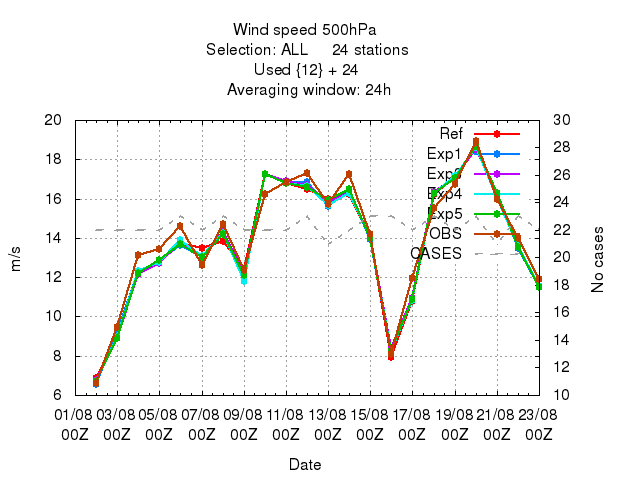 Wind speed 500hPa
Selection: ALL 24 stations
Used {12} + 24
Averaging window: 24h
20 30
18 28
16 26
14 24
12 22
10 20
8 18
6 16
14
12
10
Ref
Exp1
Exp4
Exp5
OBS
CASES
m/s
No cases
01/08 03/08 05/08 07/08 09/08 11/08 13/08 15/08 17/08 19/08 21/08 23/08
00Z 00Z 00Z 00Z 00Z 00Z 00Z 00Z 00Z 00Z 00Z 00Z
Date